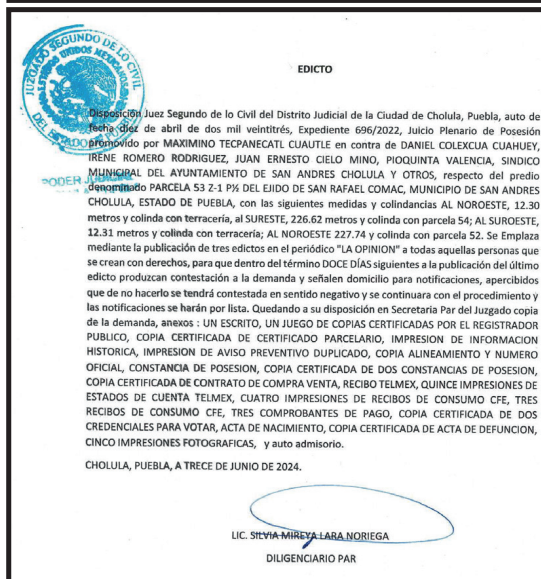 JUZGADO SEGUNDO DE LO CIVIL
ESTADOS UNIDOS MEXICANOS
DEL ESTADO DE PUEBLA
PODER JUDICIAL
EDICTO
Disposición Juez Segundo de lo Civil del Distrito Judicial de la Ciudad de Cholula, Puebla, auto de
fecha diez de abril de dos mil veintitrés, Expediente 696/2022, Juicio Plenario de Posesión
promovido por MAXIMINO TECPANECATL CUAUTLE en contra de DANIEL COLEXCUA CUAHUEY,
IRENE ROMERO RODRIGUEZ, JUAN ERNESTO CIELO MINO, PIOQUINTA VALENCIA, SINDICO
MUNICIPAL DEL AYUNTAMIENTO DE SAN ANDRES CHOLULA Y OTROS, respecto del predio
denominado PARCELA 53 Z-1 P½ DEL EJIDO DE SAN RAFAEL COMAC, MUNICIPIO DE SAN ANDRES
CHOLULA, ESTADO DE PUEBLA, con las siguientes medidas y colindancias AL NOROESTE, 12.30
metros y colinda con terracería, al SURESTE, 226.62 metros y colinda con parcela 54; AL SUROESTE,
12.31 metros y colinda con terracería; AL NOROESTE 227.74 y colinda con parcela 52. Se Emplaza
mediante la publicación de tres edictos en el periódico "LA OPINION" a todas aquellas personas que
se crean con derechos, para que dentro del término DOCE DÍAS siguientes a la publicación del último
edicto produzcan contestación a la demanda y señalen domicilio para notificaciones, apercibidos
que de no hacerlo se tendrá contestada en sentido negativo y se continuara con el procedimiento y
las notificaciones se harán por lista. Quedando a su disposición en Secretaria Par del Juzgado copia
de la demanda, anexos : UN ESCRITO, UN JUEGO DE COPIAS CERTIFICADAS POR EL REGISTRADOR
PUBLICO, COPIA CERTIFICADA DE CERTIFICADO PARCELARIO, IMPRESION DE INFORMACION
HISTORICA, IMPRESION DE AVISO PREVENTIVO DUPLICADO, COPIA ALINEAMIENTO Y NUMERO
OFICIAL, CONSTANCIA DE POSESION, COPIA CERTIFICADA DE DOS CONSTANCIAS DE POSESION,
COPIA CERTIFICADA DE CONTRATO DE COMPRA VENTA, RECIBO TELMEX, QUINCE IMPRESIONES DE
ESTADOS DE CUENTA TELMEX, CUATRO IMPRESIONES DE RECIBOS DE CONSUMO CFE, TRES
RECIBOS DE CONSUMO CFE, TRES COMPROBANTES DE PAGO, COPIA CERTIFICADA DE DOS
CREDENCIALES PARA VOTAR, ACTA DE NACIMIENTO, COPIA CERTIFICADA DE ACTA DE DEFUNCION,
CINCO IMPRESIONES FOTOGRAFICAS, y auto admisorio.
CHOLULA, PUEBLA, A TRECE DE JUNIO DE 2024.
LIC. SILVIA MIREYA LARA NORIEGA
DILIGENCIARIO PAR